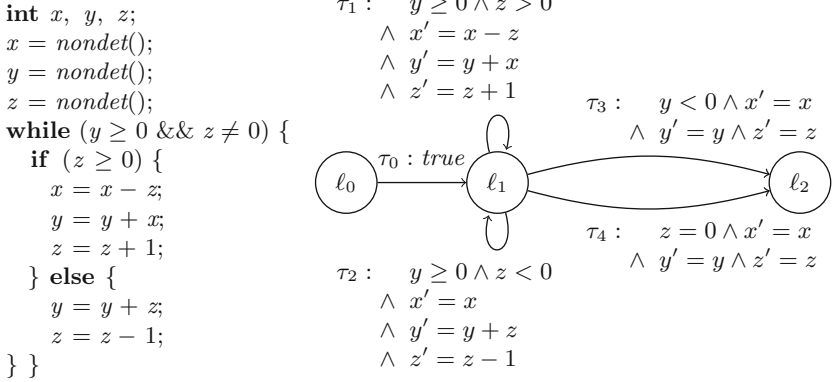 int x, y, z;
x = nondet();
y = nondet();
z = nondet();
while (y ≥ 0 && z ≠ 0) {
if (z ≥ 0) {
x = x − z;
y = y + x;
z = z + 1;
} else {
y = y + z;
z = z − 1;
} }
τ1 : y ≥ 0 ∧ z > 0
∧ x′ = x − z
∧ y′ = y + x
∧ z′ = z + 1
τ3 : y < 0 ∧ x′ = x
∧ y′ = y ∧ z′ = z
ℓ0
τ0 : true
ℓ1
ℓ2
τ4 : z = 0 ∧ x′ = x
∧ y′ = y ∧ z′ = z
τ2 : y ≥ 0 ∧ z < 0
∧ x′ = x
∧ y′ = y + z
∧ z′ = z − 1